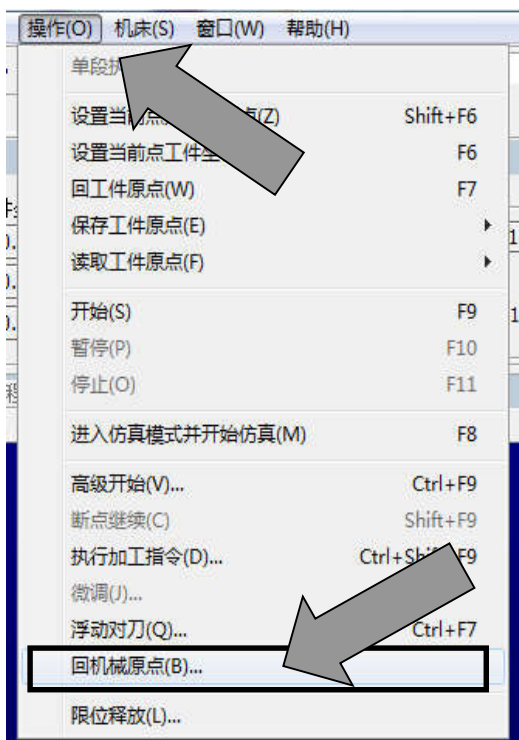 操作(O) 机床(S) 窗口(W) 帮助(H)
单段
设置当前点 (Z) Shift+F6
设置当前点工件坐 F6
回工件原点(W) F7
保存工件原点(E)
读取工件原点(F)
开始(S) F9
暂停(P) F10
停止(O) F11
进入仿真模式并开始仿真(M) F8
高级开始(V)... Ctrl+F9
断点继续(C) Shift+F9
执行加工指令(D)... Ctrl+Shift+F9
微调(J)...
浮动对刀(Q)... Ctrl+F7
回机械原点(B)...
限位释放(L)...